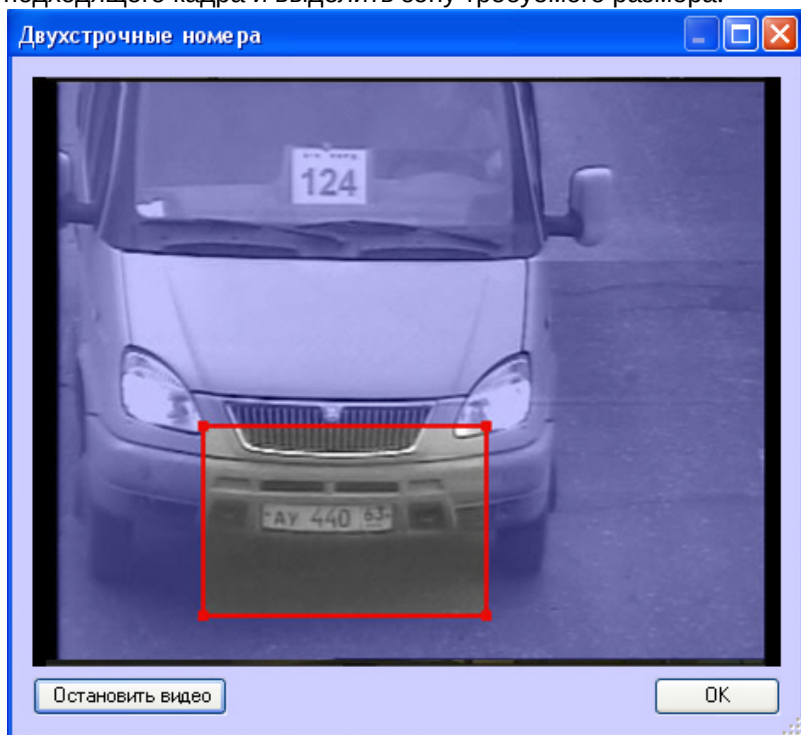 подходящего кадра и выделить зону требуемого размера.
Двухстрочные номера
124
АУ 440 63
Остановить видео
OK